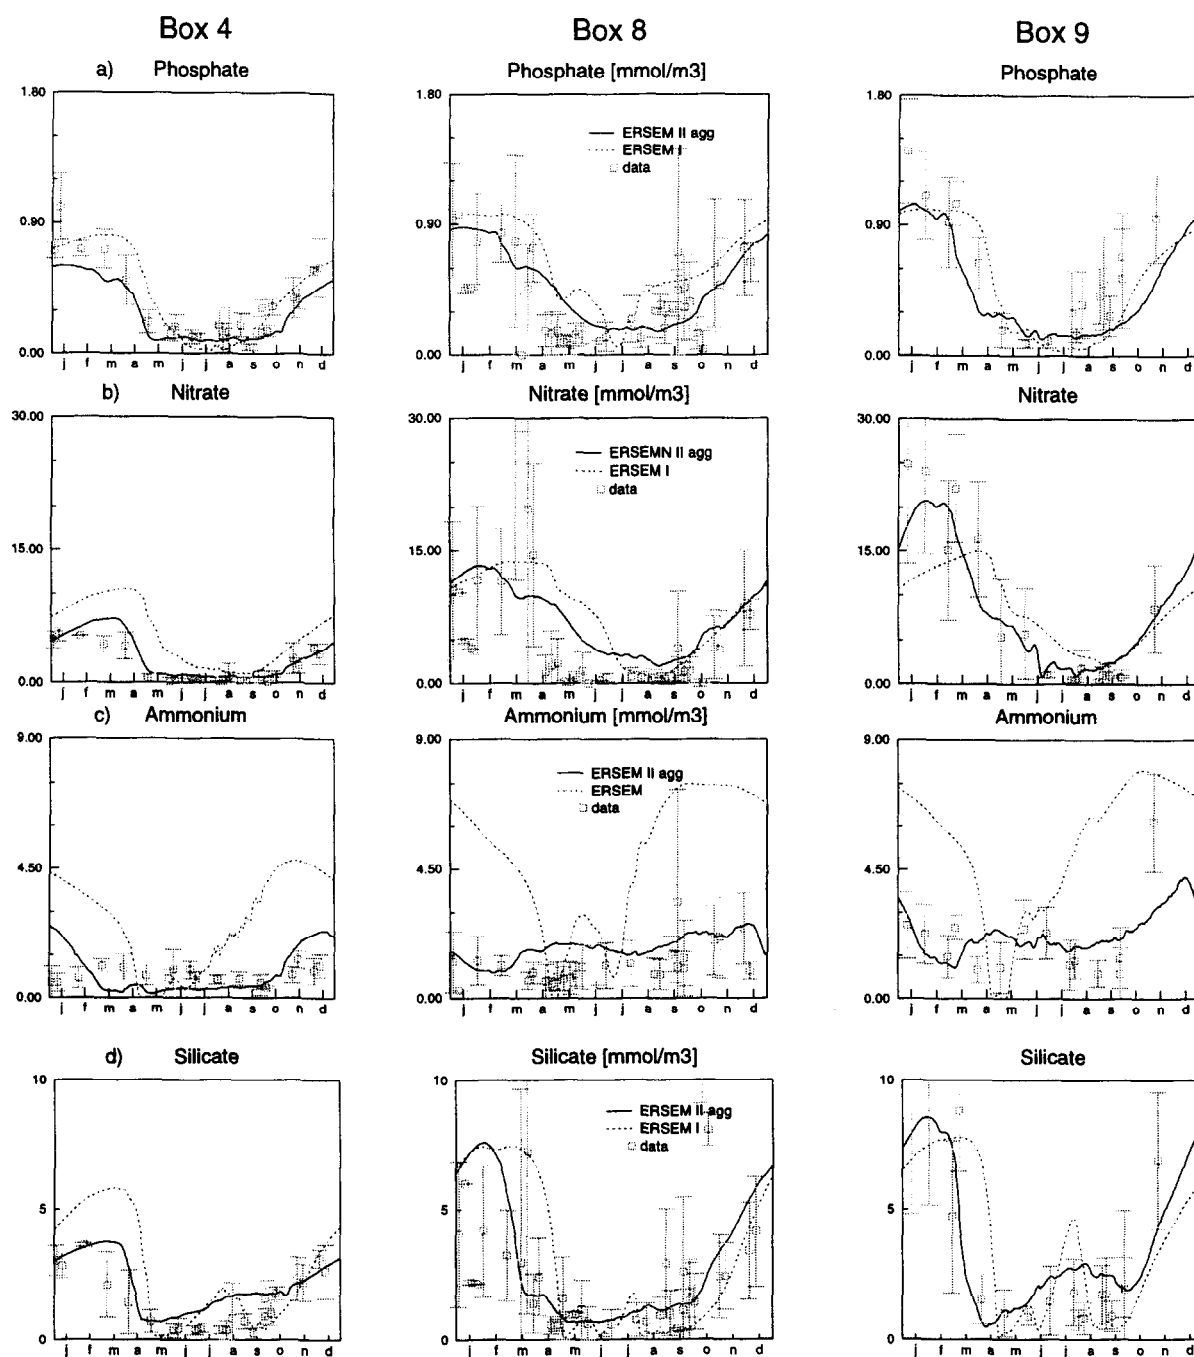 Box 4 Box 8 Box 9
a) Phosphate Phosphate [mmol/m3] Phosphate
1.80 1.80 1.80
ERSEM II agg
ERSEM I
data
0.90 0.90 0.90
0.00 0.00 0.00
j f m a m j j a s o n d j f m a m j j a s o n d j f m a m j j a s o n d
b) Nitrate Nitrate [mmol/m3] Nitrate
30.00 30.00 30.00
ERSEMN II agg
ERSEM I
data
15.00 15.00 15.00
0.00 0.00 0.00
j f m a m j j a s o n d j f m a m j j a s o n d j f m a m j j a s o n d
c) Ammonium Ammonium [mmol/m3] Ammonium
9.00 9.00 9.00
ERSEM II agg
ERSEM
data
4.50 4.50 4.50
0.00 0.00 0.00
j f m a m j j a s o n d j f m a m j j a s o n d j f m a m j j a s o n d
d) Silicate Silicate [mmol/m3] Silicate
10 10 10
ERSEM II agg
ERSEM I
data
5 5 5
0 0 0
j f m a m j j a s o n d j f m a m j j a s o n d j f m a m j j a s o n d